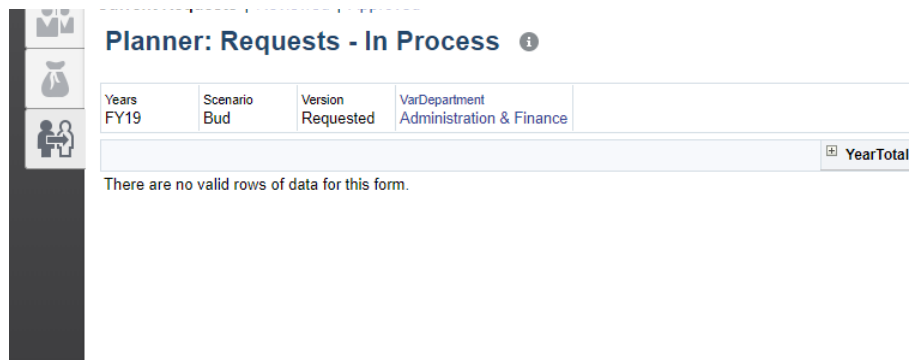 Planner: Requests - In Process
Years Scenario Version VarDepartment
FY19 Bud Requested Administration & Finance
YearTotal
There are no valid rows of data for this form.